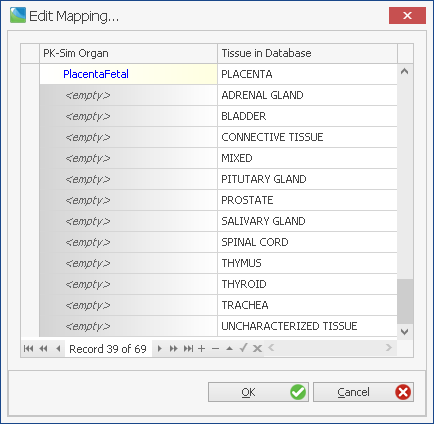 Edit Mapping...
PK-Sim Organ Tissue in Database
PlacentaFetal PLACENTA
<empty> ADRENAL GLAND
<empty> BLADDER
<empty> CONNECTIVE TISSUE
<empty> MIXED
<empty> PITUTARY GLAND
<empty> PROSTATE
<empty> SALIVARY GLAND
<empty> SPINAL CORD
<empty> THYMUS
<empty> THYROID
<empty> TRACHEA
<empty> UNCHARACTERIZED TISSUE
Record 39 of 69
OK Cancel